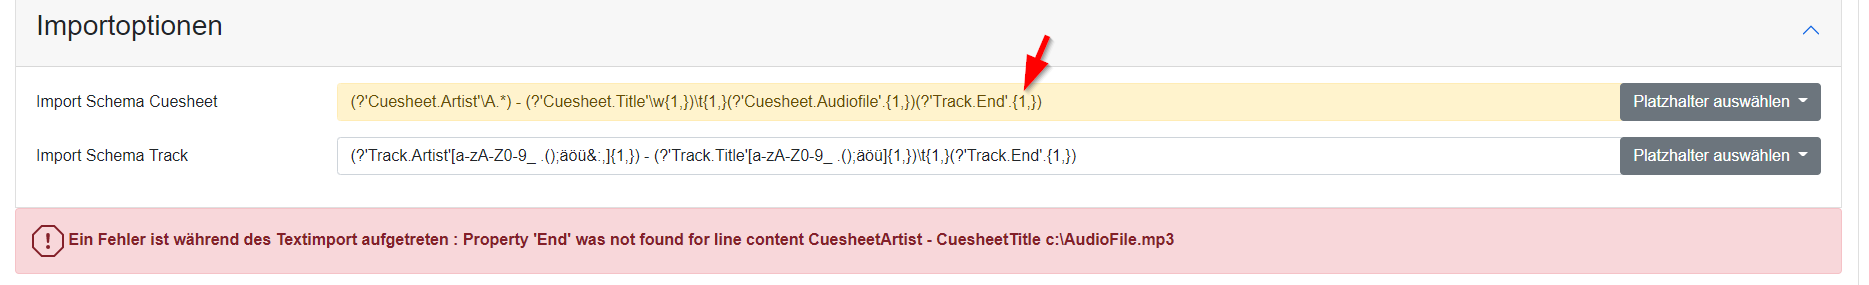 Importoptionen
Import Schema Cuesheet (?'Cuesheet.Artist'\A.*) - (?'Cuesheet.Title'\w{1,})\t{1,}(?'Cuesheet.Audiofile'.{1,})(?'Track.End'.{1,}) Platzhalter auswählen
Import Schema Track (?'Track.Artist'[a-zA-Z0-9_ .();äöü&:,]{1,}) - (?'Track.Title'[a-zA-Z0-9_ .();äöü]{1,})\t{1,}(?'Track.End'.{1,}) Platzhalter auswählen
Ein Fehler ist während des Textimport aufgetreten : Property 'End' was not found for line content CuesheetArtist - CuesheetTitle c:\AudioFile.mp3